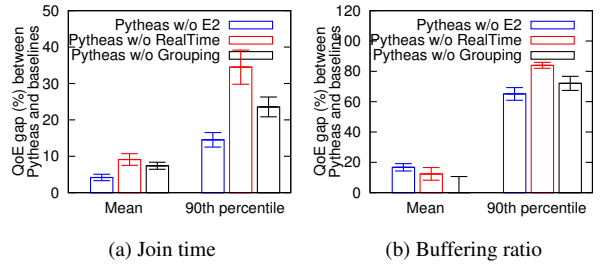 QoE gap (%) between
Pytheas and baselines
50
40
30
20
10
0
Pytheas w/o E2
Pytheas w/o RealTime
Pytheas w/o Grouping
Mean
90th percentile
(a) Join time
QoE gap (%) between
Pytheas and baselines
120
100
80
60
40
20
0
Pytheas w/o E2
Pytheas w/o RealTime
Pytheas w/o Grouping
Mean
90th percentile
(b) Buffering ratio